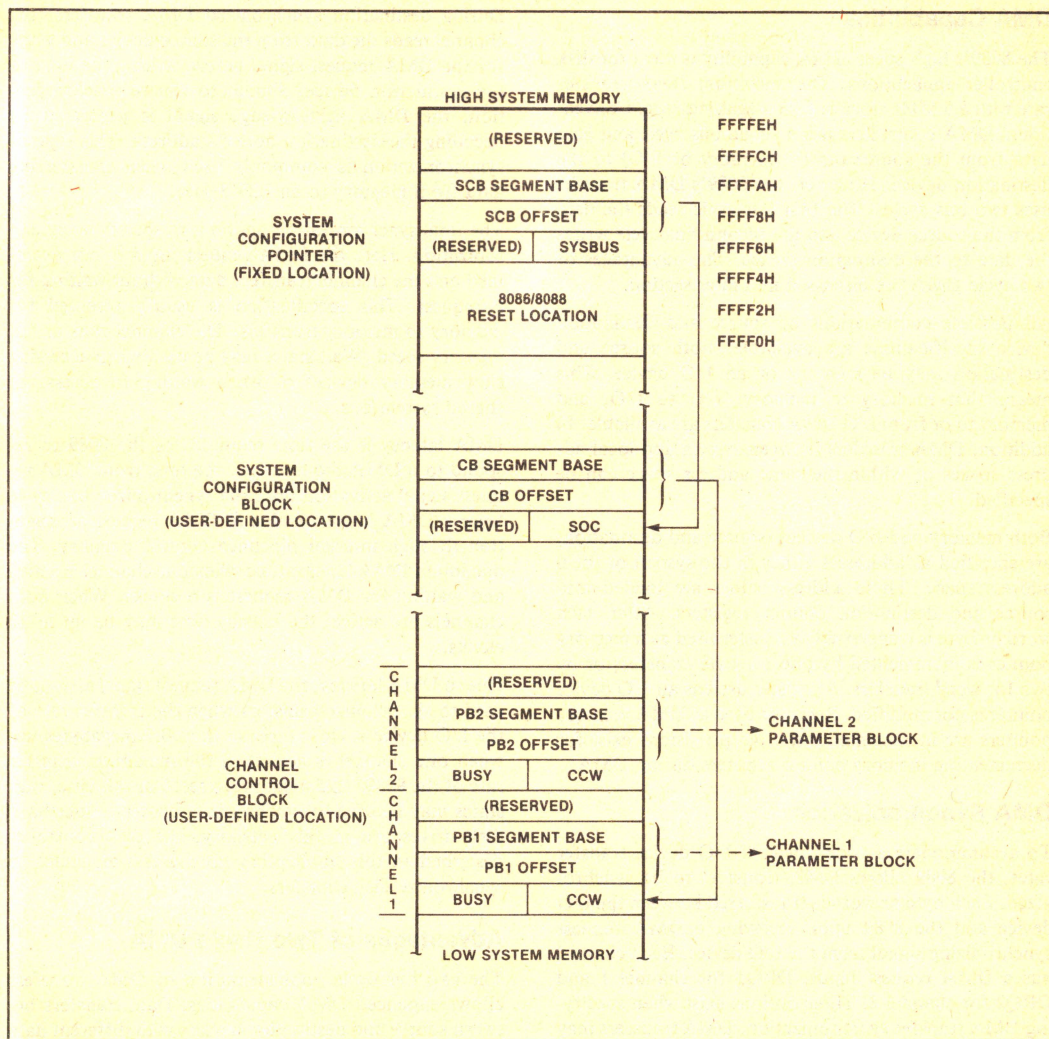 HIGH SYSTEM MEMORY
(RESERVED)
FFFFEH
FFFFCH
SCB SEGMENT BASE
FFFFAH
SCB OFFSET
FFFF8H
SYSTEM
CONFIGURATION
POINTER
(FIXED LOCATION)
(RESERVED) SYSBUS
FFFF6H
FFFF4H
8086/8088
RESET LOCATION
FFFF2H
FFFF0H
SYSTEM
CONFIGURATION
BLOCK
(USER-DEFINED LOCATION)
CB SEGMENT BASE
CB OFFSET
(RESERVED) SOC
CHANNEL
CONTROL
BLOCK
(USER-DEFINED LOCATION)
CHANNEL 2
(RESERVED)
PB2 SEGMENT BASE
PB2 OFFSET
BUSY CCW
CHANNEL 2
PARAMETER BLOCK
CHANNEL 1
(RESERVED)
PB1 SEGMENT BASE
PB1 OFFSET
BUSY CCW
CHANNEL 1
PARAMETER BLOCK
LOW SYSTEM MEMORY